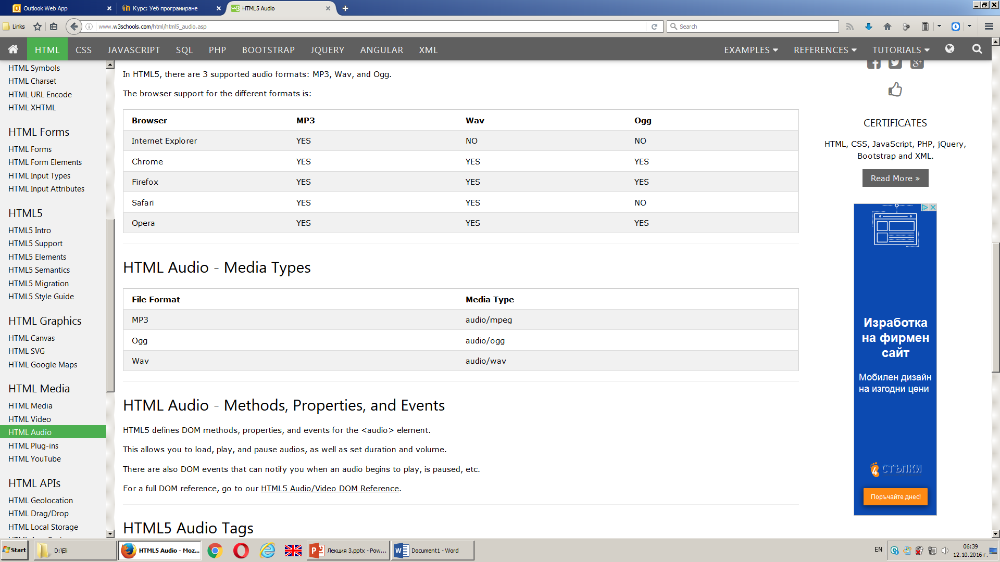 Outlook Web App
Курс: Уеб програмиране
HTML5 Audio
Links
www.w3schools.com/html/html5_audio.asp
Search
HTML CSS JAVASCRIPT SQL PHP BOOTSTRAP JQUERY ANGULAR XML EXAMPLES REFERENCES TUTORIALS
HTML Symbols
HTML Charset
HTML URL Encode
HTML XHTML
HTML Forms
HTML Forms
HTML Form Elements
HTML Input Types
HTML Input Attributes
HTML5
HTML5 Intro
HTML5 Support
HTML5 Elements
HTML5 Semantics
HTML5 Migration
HTML5 Style Guide
HTML Graphics
HTML Canvas
HTML SVG
HTML Google Maps
HTML Media
HTML Media
HTML Video
HTML Audio
HTML Plug-ins
HTML YouTube
HTML APIs
HTML Geolocation
HTML Drag/Drop
HTML Local Storage
In HTML5, there are 3 supported audio formats: MP3, Wav, and Ogg.
The browser support for the different formats is:
Browser MP3 Wav Ogg
Internet Explorer YES NO NO
Chrome YES YES YES
Firefox YES YES YES
Safari YES YES NO
Opera YES YES YES
HTML Audio - Media Types
File Format Media Type
MP3 audio/mpeg
Ogg audio/ogg
Wav audio/wav
HTML Audio - Methods, Properties, and Events
HTML5 defines DOM methods, properties, and events for the <audio> element.
This allows you to load, play, and pause audios, as well as set duration and volume.
There are also DOM events that can notify you when an audio begins to play, is paused, etc.
For a full DOM reference, go to our HTML5 Audio/Video DOM Reference.
HTML5 Audio Tags
CERTIFICATES
HTML, CSS, JavaScript, PHP, jQuery,
Bootstrap and XML.
Read More »
Изработка
на фирмен
сайт
Мобилен дизайн
на изгодни цени
4 СТЪПКИ
Поръчайте днес!
Start
D:\Eli
HTML5 Audio - Moz...
Лекция 3.pptx - Pow...
Document1 - Word
EN
06:39
12.10.2016 г.